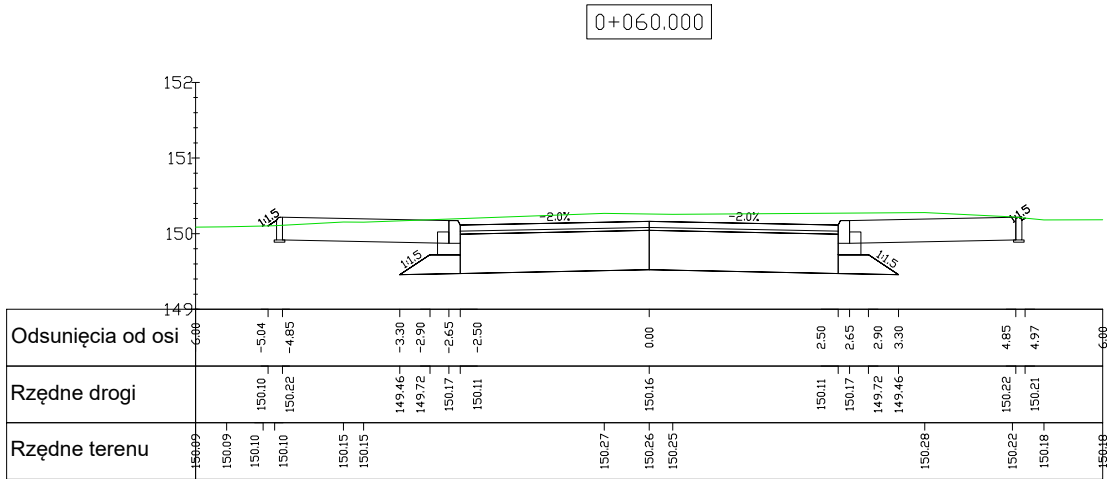 0+060.000
152
151
150
149
1:1.5
-2.0%
-2.0%
1:1.5
1:1.5
1:1.5
Odsunięcia od osi
6.00 -5.04 -4.85 -3.30 -2.90 -2.65 -2.50 0.00 2.50 2.65 2.90 3.30 4.85 4.97 6.00
Rzędne drogi
150.10 150.22 149.46 149.72 150.17 150.11 150.16 150.11 150.17 149.72 149.46 150.22 150.21
Rzędne terenu
150.09 150.09 150.10 150.10 150.15 150.15 150.27 150.26 150.25 150.28 150.22 150.18 150.18